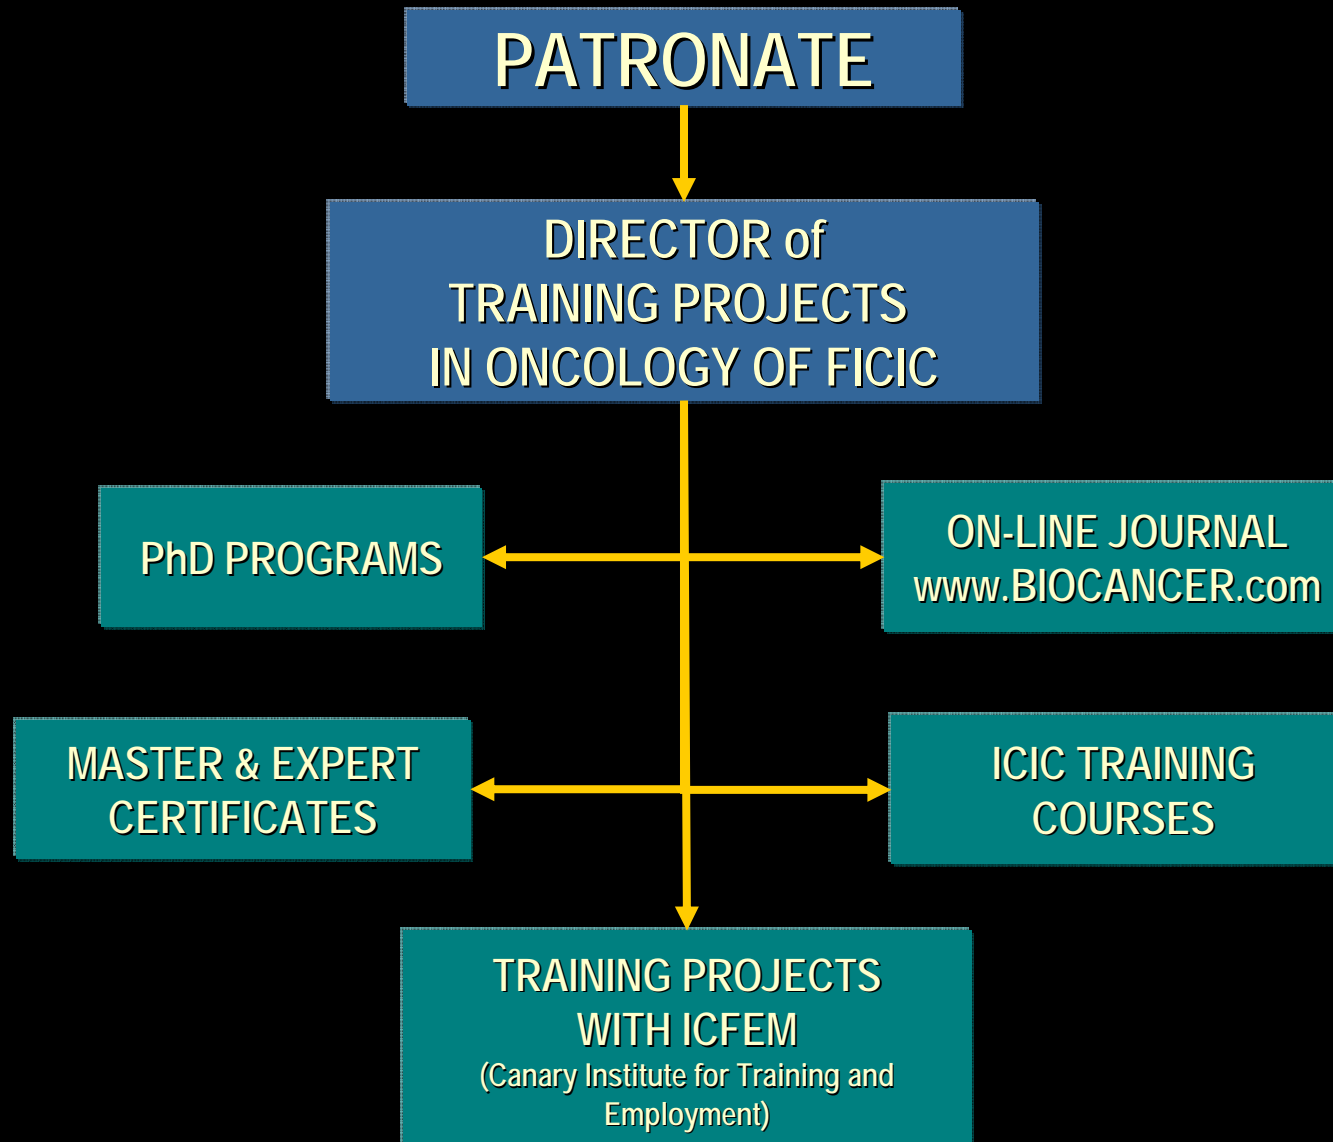 PATRONATE
DIRECTOR of
TRAINING PROJECTS
IN ONCOLOGY OF FICIC
PhD PROGRAMS
ON-LINE JOURNAL
www.BIOCANCER.com
MASTER & EXPERT
CERTIFICATES
ICIC TRAINING
COURSES
TRAINING PROJECTS
WITH ICFEM
(Canary Institute for Training and
Employment)